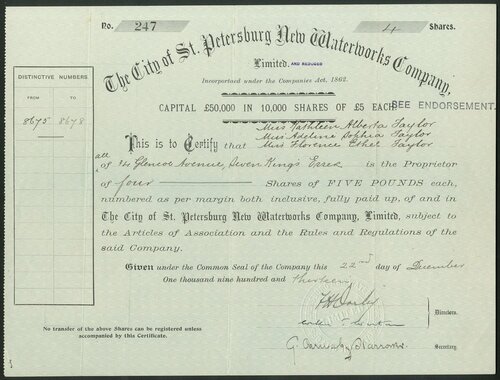 No. 247
4 Shares.
The City of St. Petersburg New Waterworks Company,
Limited, AND REDUCED
Incorporated under the Companies Act, 1862.
CAPITAL £50,000 IN 10,000 SHARES OF £5 EACH
SEE ENDORSEMENT.
DISTINCTIVE NUMBERS
FROM TO
8675 8678
Miss Kathleen Alberta Taylor
Miss Adeline Sophia Taylor
This is to Certify that Miss Florence Ethel Taylor
all
of 74 Glencoe Avenue, Seven Kings Essex is the Proprietor
of four Shares of FIVE POUNDS each,
numbered as per margin both inclusive, fully paid up, of and in
The City of St. Petersburg New Waterworks Company, Limited, subject to
the Articles of Association and the Rules and Regulations of the
said Company.
Given under the Common Seal of the Company this 22nd day of December
One thousand nine hundred and thirteen
Directors.
G. Secretary.
No transfer of the above Shares can be registered unless
accompanied by this Certificate.